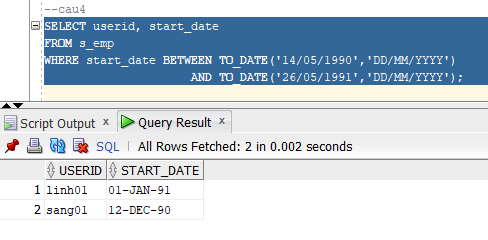 --cau4
SELECT userid, start_date
FROM s_emp
WHERE start_date BETWEEN TO_DATE('14/05/1990','DD/MM/YYYY')
AND TO_DATE('26/05/1991','DD/MM/YYYY');
Script Output x Query Result x
SQL | All Rows Fetched: 2 in 0.002 seconds
USERID START_DATE
1 linh01 01-JAN-91
2 sang01 12-DEC-90